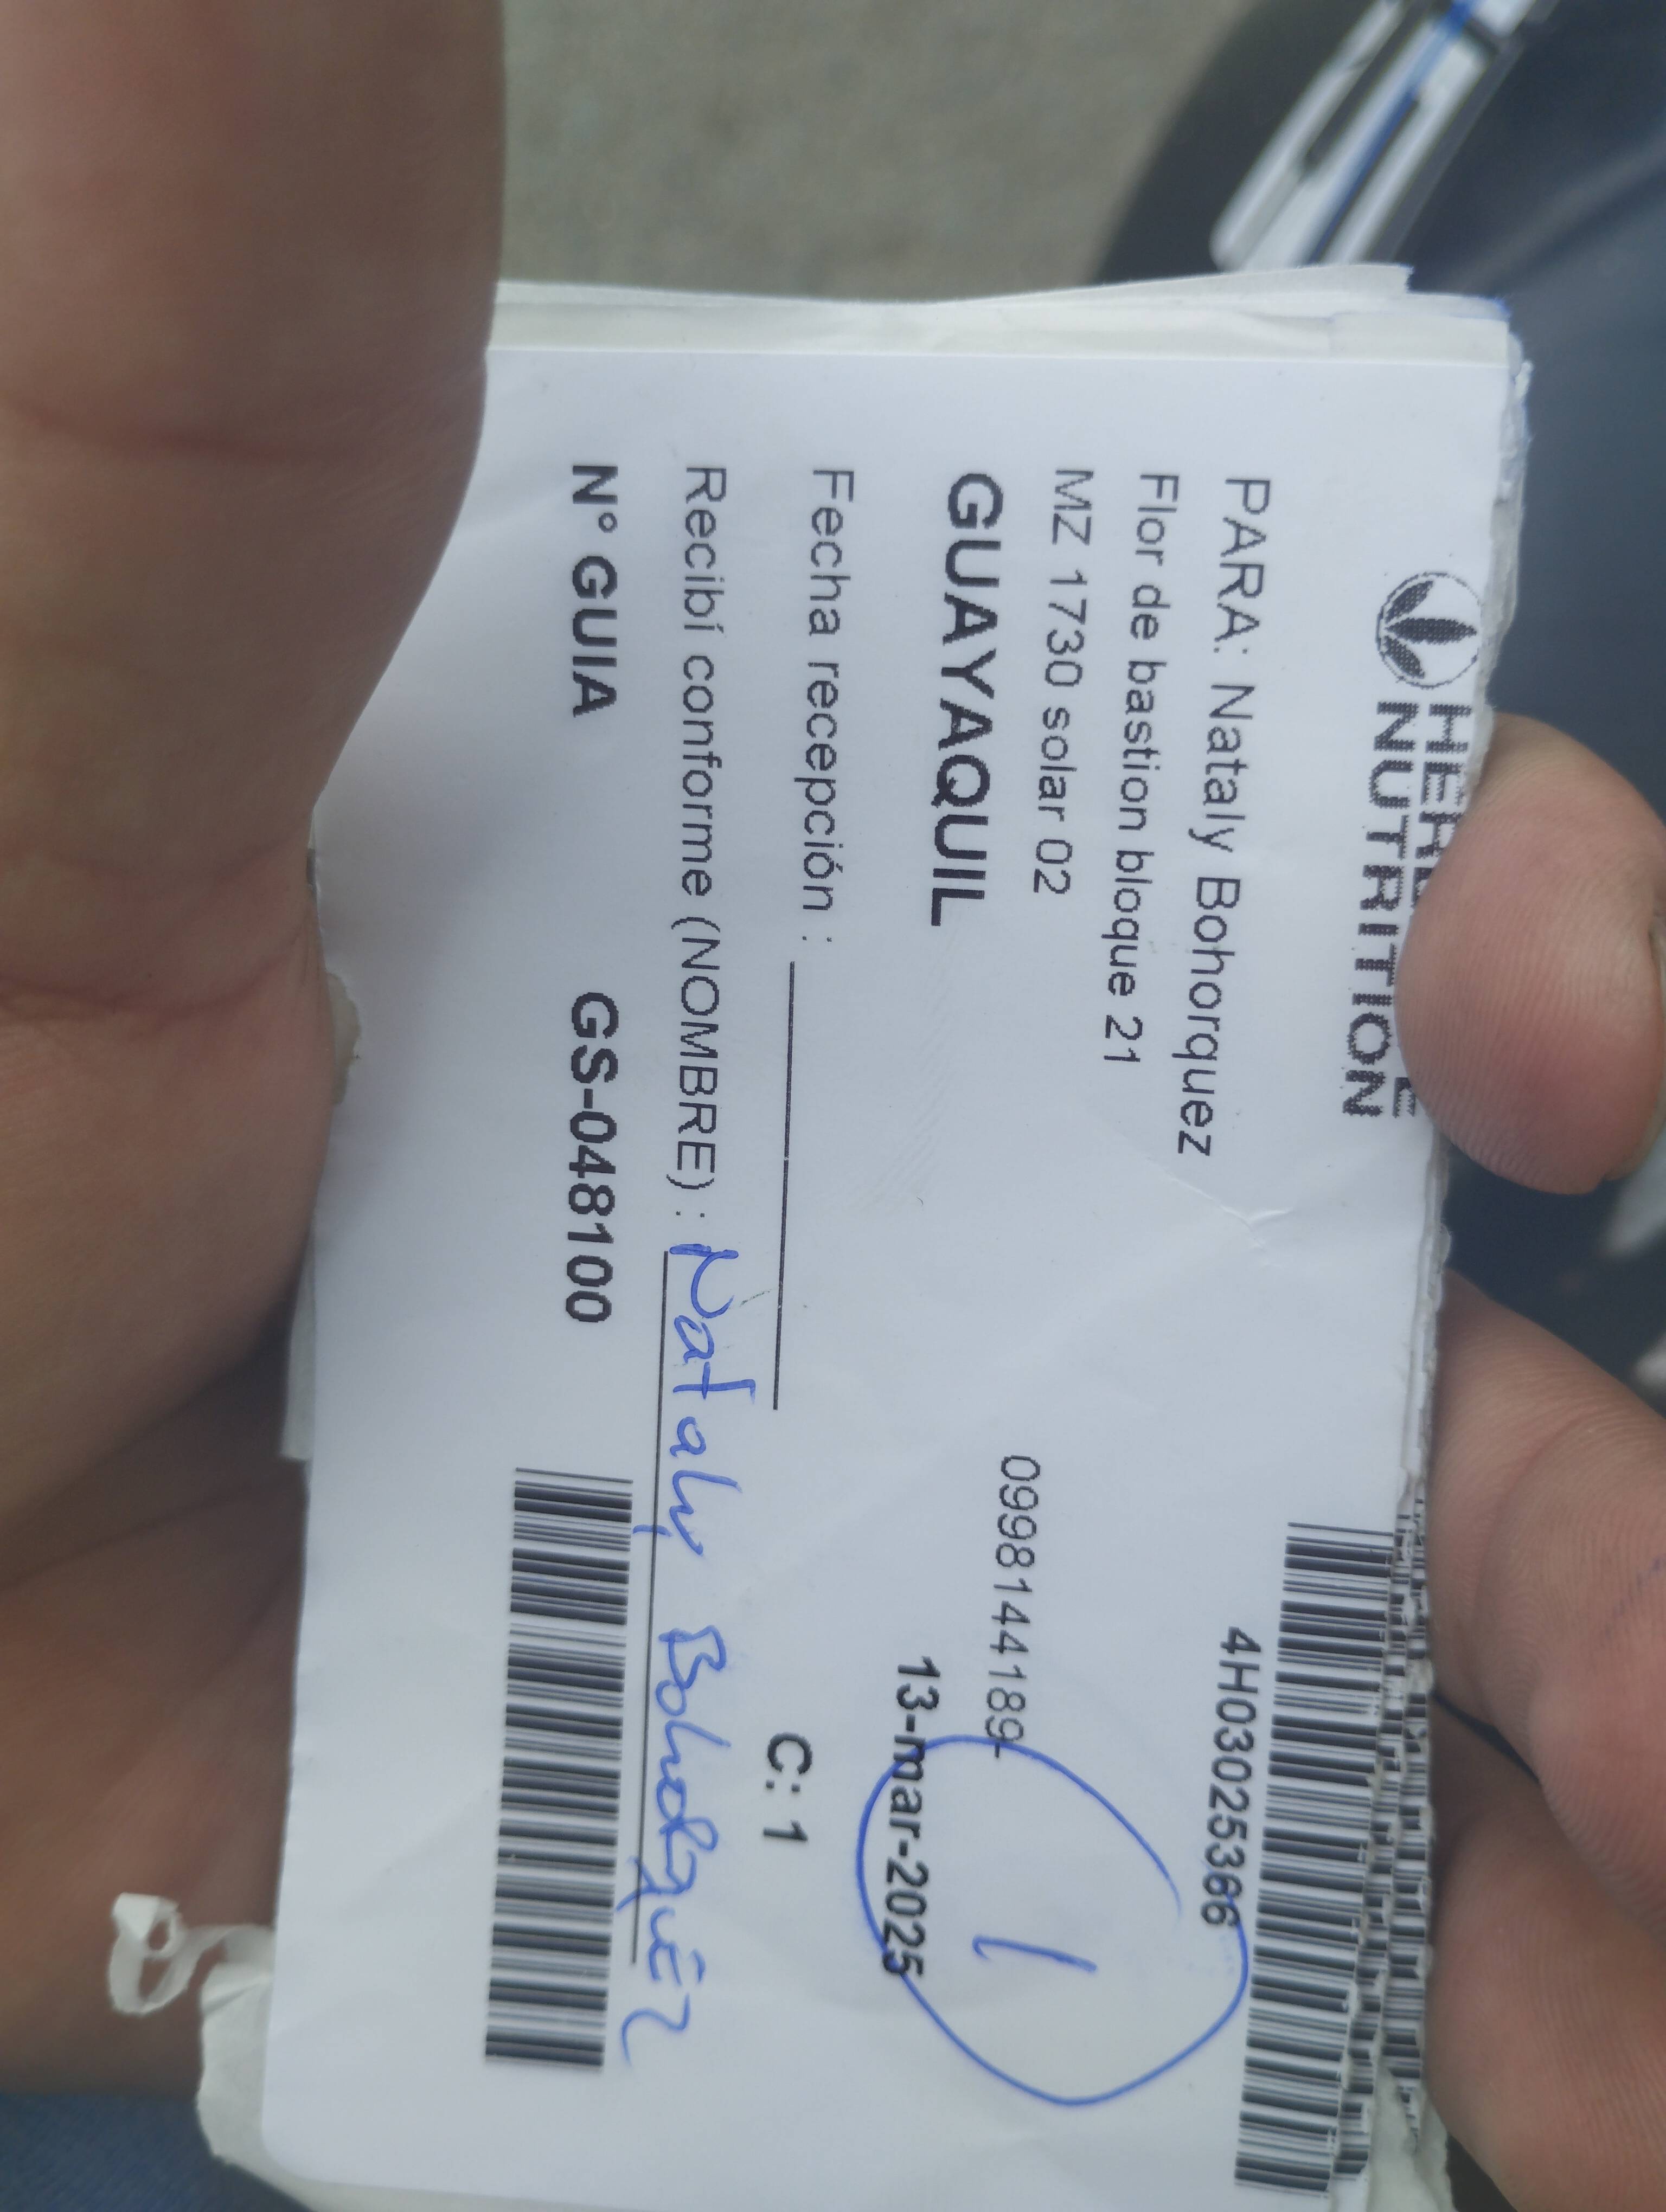 NUTRITION
4H03025366
PARA: Nataly Bohorquez
Flor de bastion bloque 21
MZ 1730 solar 02
0998144189
GUAYAQUIL
13-mar-2025
1
Fecha recepción :
C: 1
Recibí conforme (NOMBRE) : Nataly Bohorquez
N° GUIA GS-048100